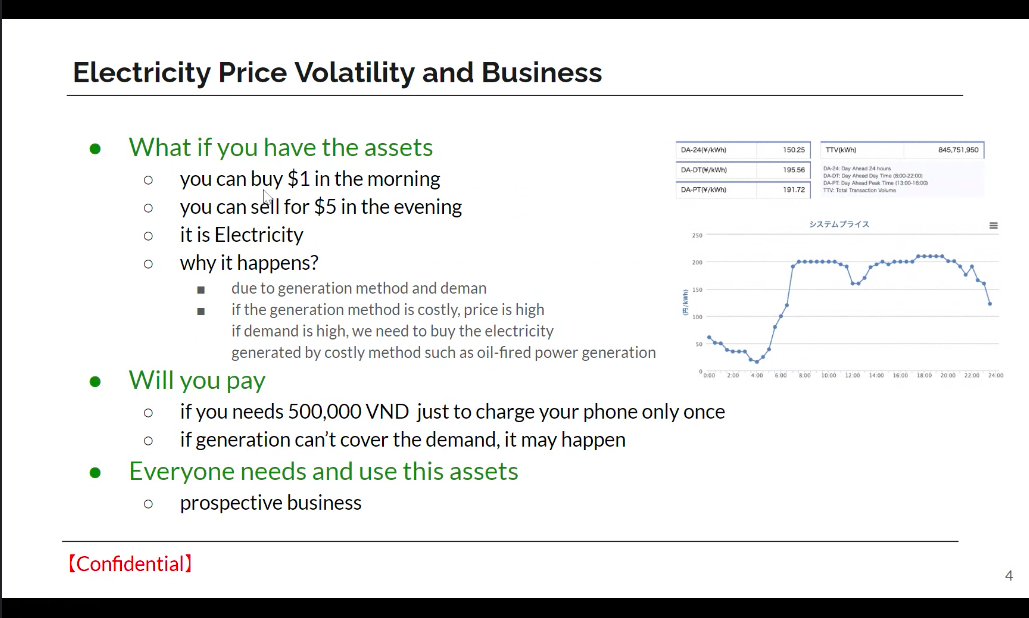 Electricity Price Volatility and Business
● What if you have the assets
○ you can buy $1 in the morning
○ you can sell for $5 in the evening
○ it is Electricity
○ why it happens?
■ due to generation method and deman
■ if the generation method is costly, price is high
if demand is high, we need to buy the electricity
generated by costly method such as oil-fired power generation
● Will you pay
○ if you needs 500,000 VND just to charge your phone only once
○ if generation can’t cover the demand, it may happen
● Everyone needs and use this assets
○ prospective business
DA-24(¥/kWh) 150.25
DA-DT(¥/kWh) 195.56
DA-PT(¥/kWh) 191.72
TTV(kWh) 845,751,950
DA-24: Day Ahead 24 hours
DA-DT: Day Ahead Day Time (8:00-22:00)
DA-PT: Day Ahead Peak Time (13:00-16:00)
TTV: Total Transaction Volume
システムプライス
(円/kWh)
250
200
150
100
50
0
0:00 2:00 4:00 6:00 8:00 10:00 12:00 14:00 16:00 18:00 20:00 22:00 24:00
【Confidential】
4